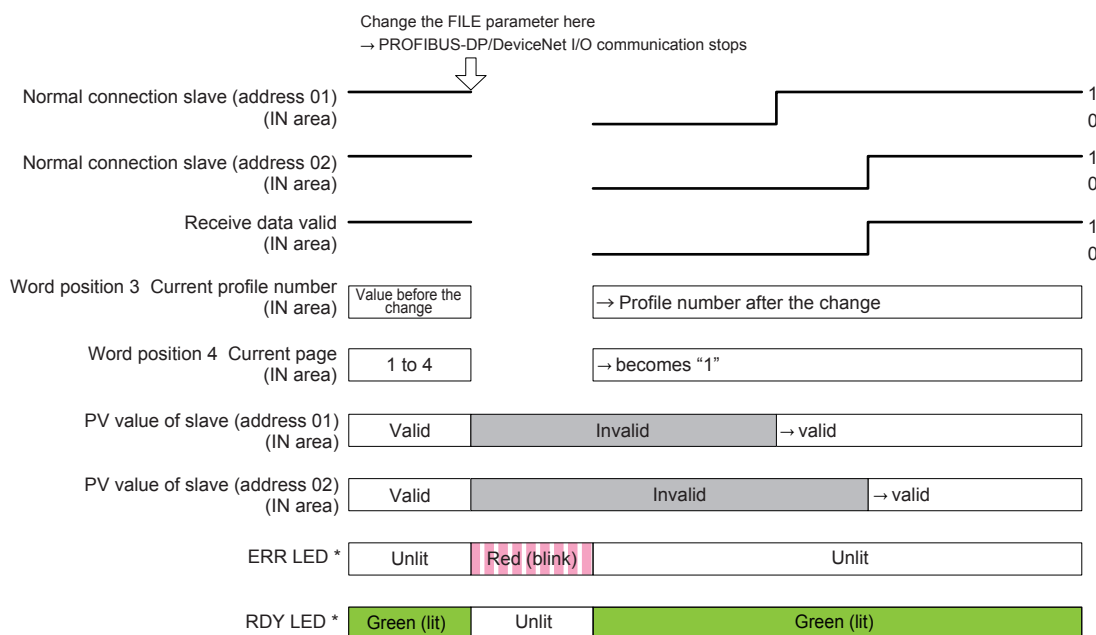 Change the FILE parameter here
→ PROFIBUS-DP/DeviceNet I/O communication stops
Normal connection slave (address 01)
(IN area)
1
0
Normal connection slave (address 02)
(IN area)
1
0
Receive data valid
(IN area)
1
0
Word position 3 Current profile number
(IN area)
Value before the
change
→ Profile number after the change
Word position 4 Current page
(IN area)
1 to 4
→ becomes “1”
PV value of slave (address 01)
(IN area)
Valid
Invalid
→ valid
PV value of slave (address 02)
(IN area)
Valid
Invalid
→ valid
ERR LED *
Unlit
Red (blink)
Unlit
RDY LED *
Green (lit)
Unlit
Green (lit)